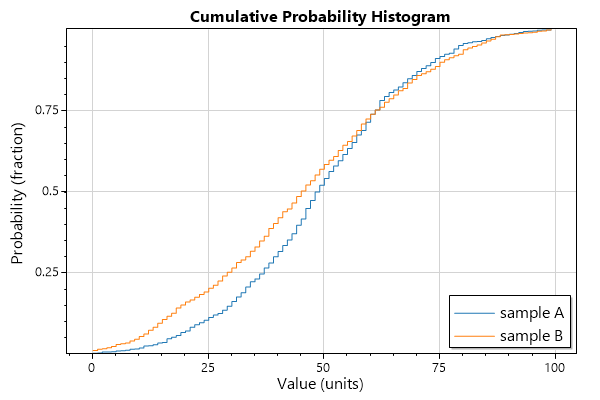 Cumulative Probability Histogram
Probability (fraction)
0.75
0.5
0.25
0
25
50
75
100
Value (units)
sample A
sample B